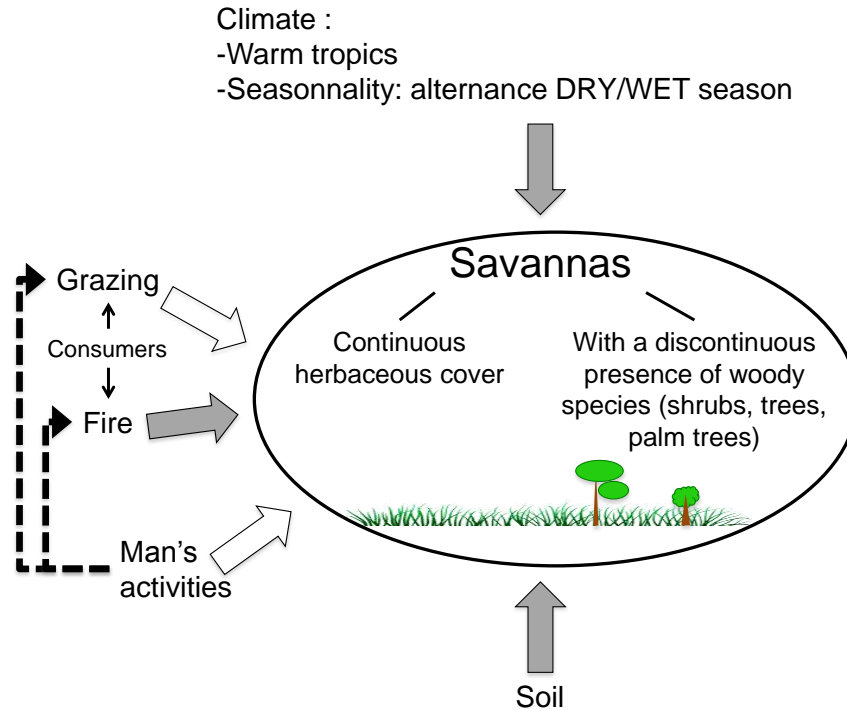 Climate :
-Warm tropics
-Seasonnality: alternance DRY/WET season
Savannas
Continuous
herbaceous cover
With a discontinuous
presence of woody
species (shrubs, trees,
palm trees)
Grazing
Consumers
Fire
Man's
activities
Soil